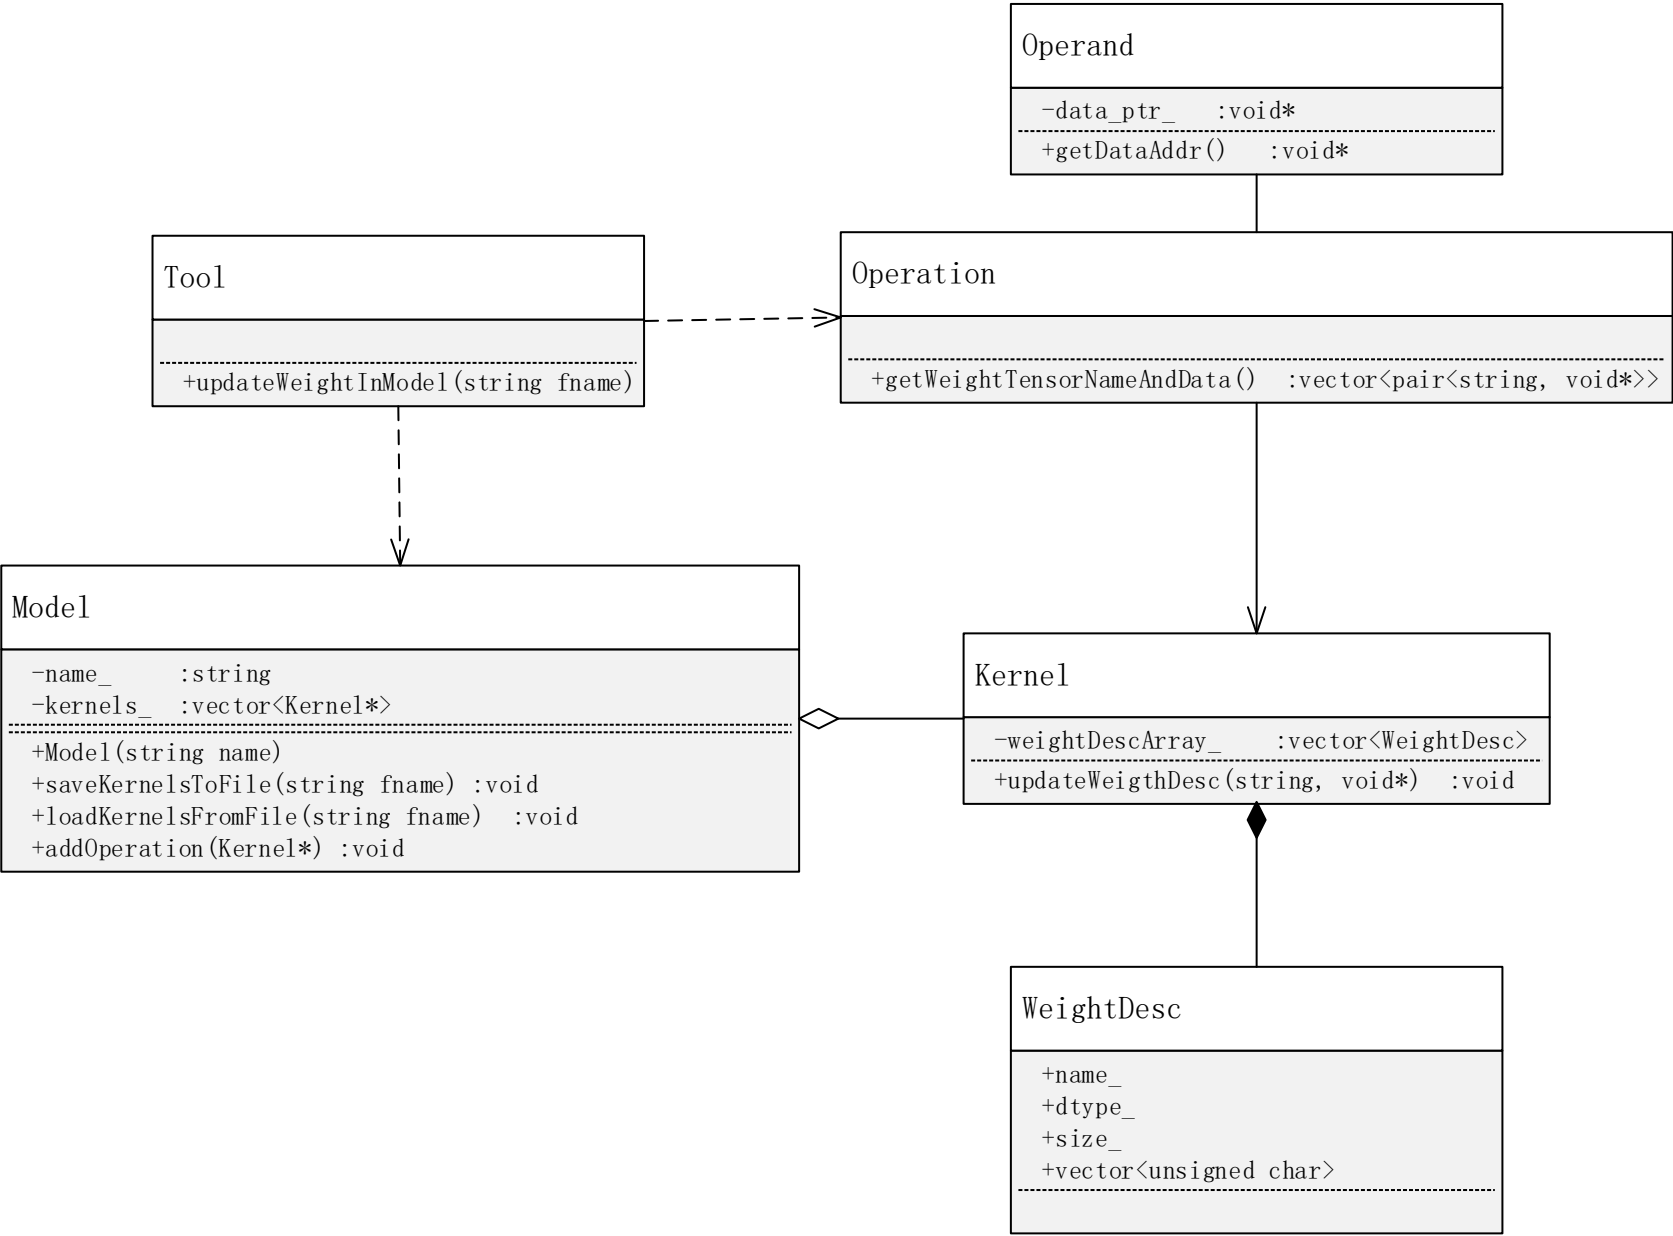 Operand
-data_ptr_ :void*
+getDataAddr() :void*
Tool
+updateWeightInModel(string fname)
Operation
+getWeightTensorNameAndData() :vector<pair<string, void*>>
Model
-name_ :string
-kernels_ :vector<Kernel*>
+Model(string name)
+saveKernelsToFile(string fname) :void
+loadKernelsFromFile(string fname) :void
+addOperation(Kernel*) :void
Kernel
-weightDescArray_ :vector<WeightDesc>
+updateWeigthDesc(string, void*) :void
WeightDesc
+name_
+dtype_
+size_
+vector<unsigned char>